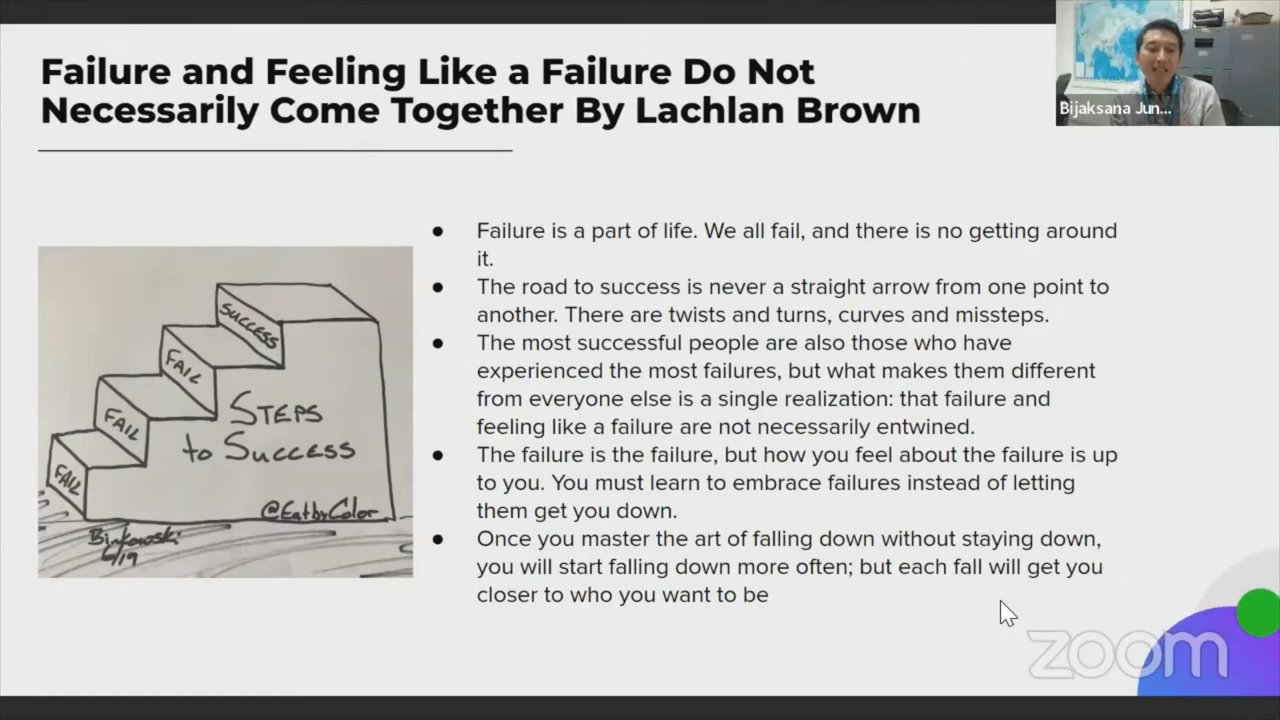 Failure and Feeling Like a Failure Do Not
Necessarily Come Together By Lachlan Brown
Bijaksana Jun...
● Failure is a part of life. We all fail, and there is no getting around
it.
● The road to success is never a straight arrow from one point to
another. There are twists and turns, curves and missteps.
● The most successful people are also those who have
experienced the most failures, but what makes them different
from everyone else is a single realization: that failure and
feeling like a failure are not necessarily entwined.
● The failure is the failure, but how you feel about the failure is up
to you. You must learn to embrace failures instead of letting
them get you down.
● Once you master the art of falling down without staying down,
you will start falling down more often; but each fall will get you
closer to who you want to be
SUCCESS
FAIL
FAIL
FAIL
STEPS
to SUCCESS
@EatbyColor
Binkowski
6/19
zoom